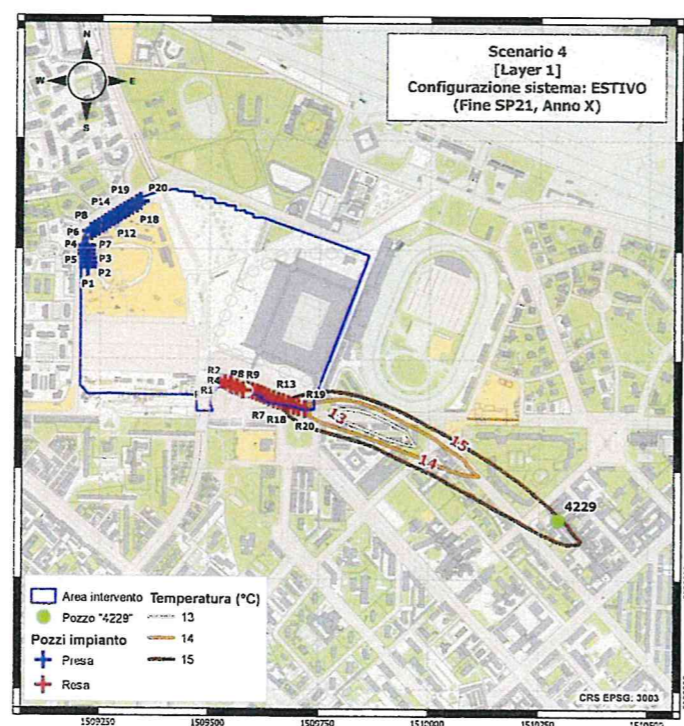 Scenario 4
[Layer 1]
Configurazione sistema: ESTIVO
(Fine SP21, Anno X)
N
W E
S
P19 P20
P14
P8 P18
P6 P12
P4 P7
P5 P3
P2
P1
R2 P8 R9
R4 R13
R1 R19
R7
R18
R20
13
15
14
4229
Area intervento
Pozzo "4229"
Pozzi impianto
Presa
Resa
Temperatura (°C)
13
14
15
CRS EPSG: 3003
1509250 1509500 1509750 1510000 1510250 1510500